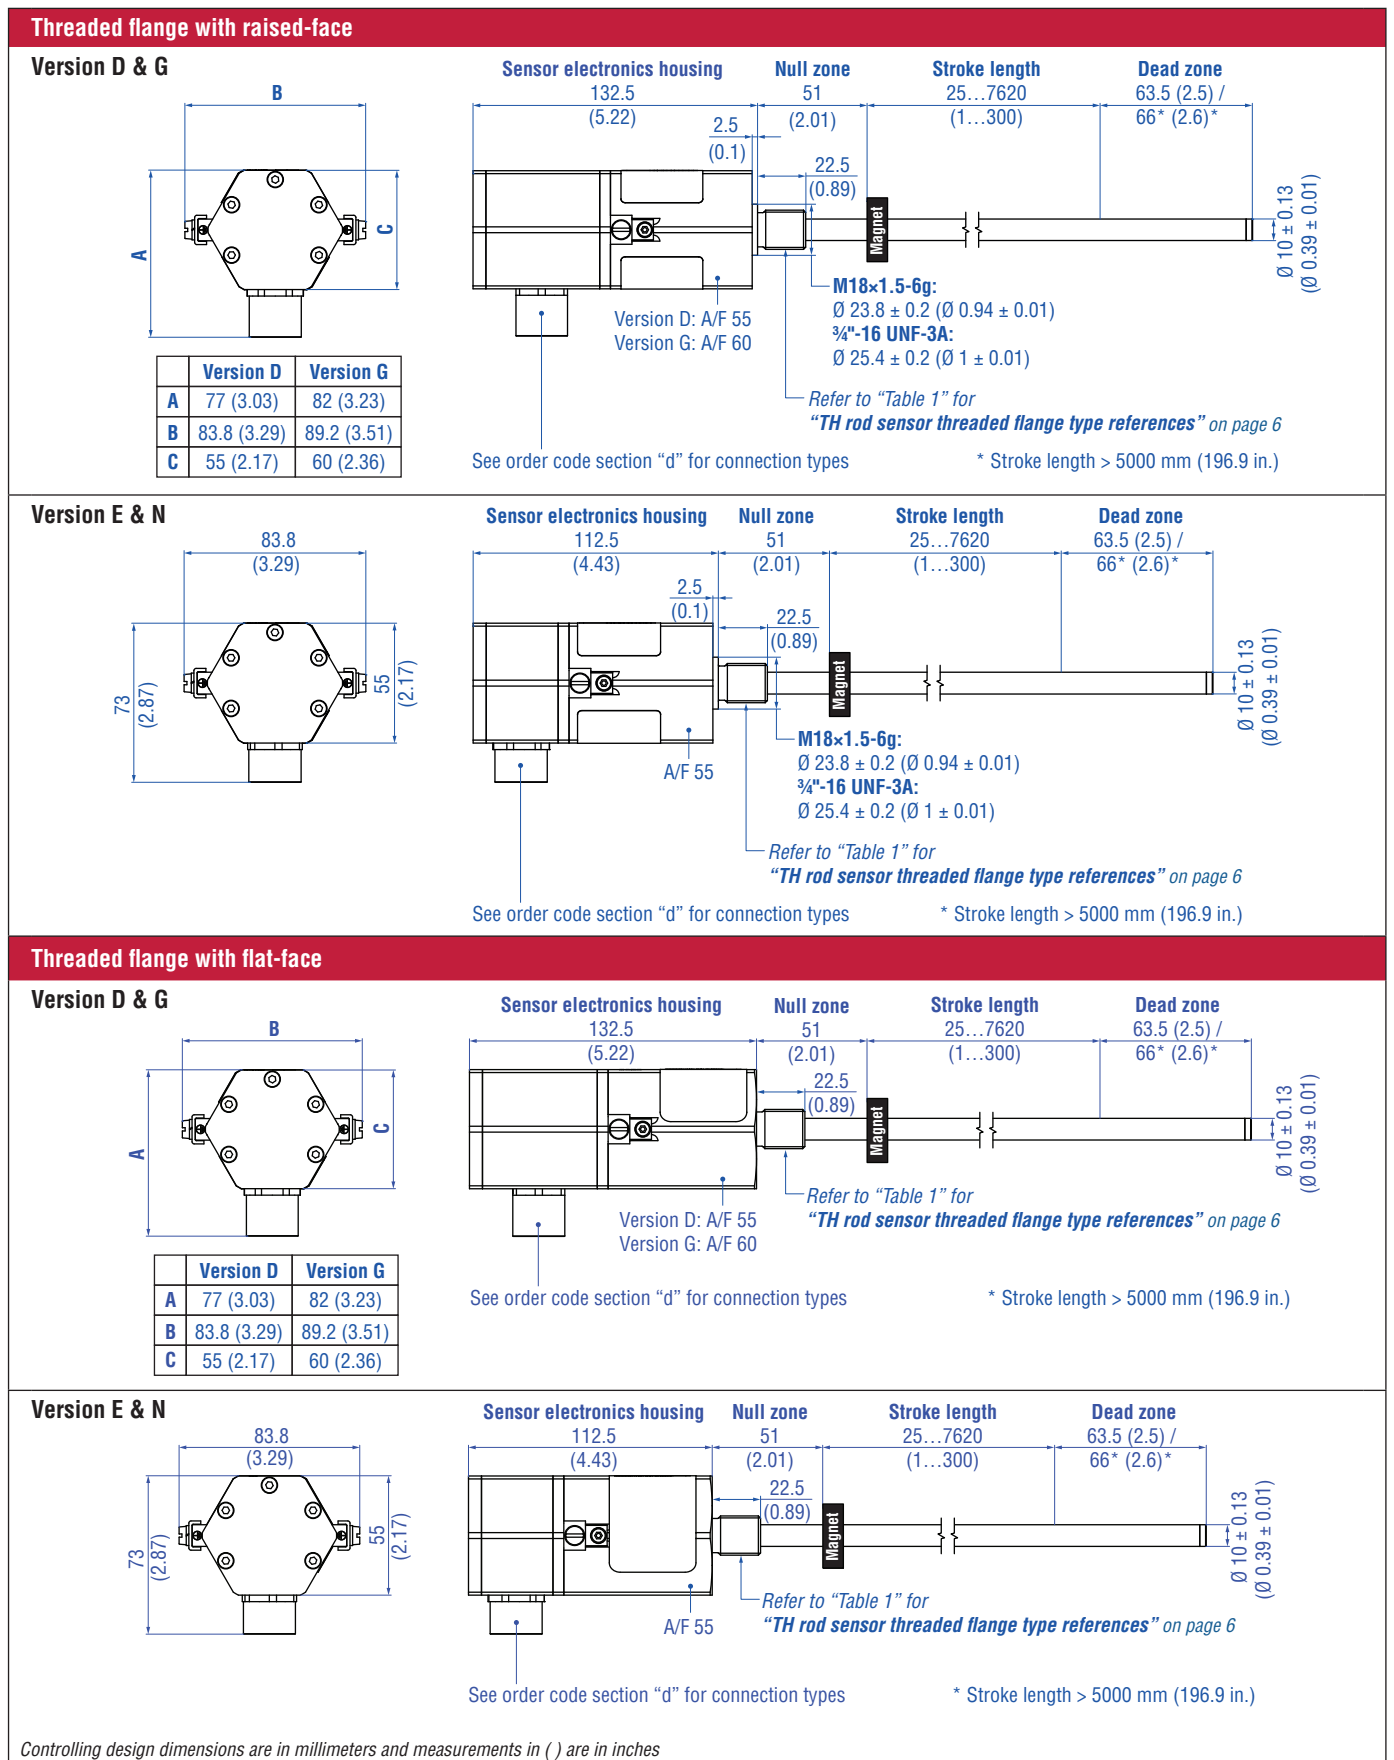 Threaded flange with raised-face
Version D & G
B
A
C
Sensor electronics housing
132.5
(5.22)
Null zone
51
(2.01)
Stroke length
25…7620
(1…300)
Dead zone
63.5 (2.5) /
66* (2.6)*
2.5
(0.1)
22.5
(0.89)
Magnet
Ø 10 ± 0.13
(Ø 0.39 ± 0.01)
Version D: A/F 55
Version G: A/F 60
M18×1.5-6g:
Ø 23.8 ± 0.2 (Ø 0.94 ± 0.01)
¾"-16 UNF-3A:
Ø 25.4 ± 0.2 (Ø 1 ± 0.01)
Version D Version G
A 77 (3.03) 82 (3.23)
B 83.8 (3.29) 89.2 (3.51)
C 55 (2.17) 60 (2.36)
Refer to “Table 1” for
“TH rod sensor threaded flange type references” on page 6
See order code section “d” for connection types
* Stroke length > 5000 mm (196.9 in.)
Version E & N
83.8
(3.29)
73
(2.87)
55
(2.17)
Sensor electronics housing
112.5
(4.43)
Null zone
51
(2.01)
Stroke length
25…7620
(1…300)
Dead zone
63.5 (2.5) /
66* (2.6)*
2.5
(0.1)
22.5
(0.89)
Magnet
Ø 10 ± 0.13
(Ø 0.39 ± 0.01)
A/F 55
M18×1.5-6g:
Ø 23.8 ± 0.2 (Ø 0.94 ± 0.01)
¾"-16 UNF-3A:
Ø 25.4 ± 0.2 (Ø 1 ± 0.01)
Refer to “Table 1” for
“TH rod sensor threaded flange type references” on page 6
See order code section “d” for connection types
* Stroke length > 5000 mm (196.9 in.)
Threaded flange with flat-face
Version D & G
B
A
C
Sensor electronics housing
132.5
(5.22)
Null zone
51
(2.01)
Stroke length
25…7620
(1…300)
Dead zone
63.5 (2.5) /
66* (2.6)*
22.5
(0.89)
Magnet
Ø 10 ± 0.13
(Ø 0.39 ± 0.01)
Version D: A/F 55
Version G: A/F 60
Refer to “Table 1” for
“TH rod sensor threaded flange type references” on page 6
Version D Version G
A 77 (3.03) 82 (3.23)
B 83.8 (3.29) 89.2 (3.51)
C 55 (2.17) 60 (2.36)
See order code section “d” for connection types
* Stroke length > 5000 mm (196.9 in.)
Version E & N
83.8
(3.29)
73
(2.87)
55
(2.17)
Sensor electronics housing
112.5
(4.43)
Null zone
51
(2.01)
Stroke length
25…7620
(1…300)
Dead zone
63.5 (2.5) /
66* (2.6)*
22.5
(0.89)
Magnet
Ø 10 ± 0.13
(Ø 0.39 ± 0.01)
A/F 55
Refer to “Table 1” for
“TH rod sensor threaded flange type references” on page 6
See order code section “d” for connection types
* Stroke length > 5000 mm (196.9 in.)
Controlling design dimensions are in millimeters and measurements in ( ) are in inches